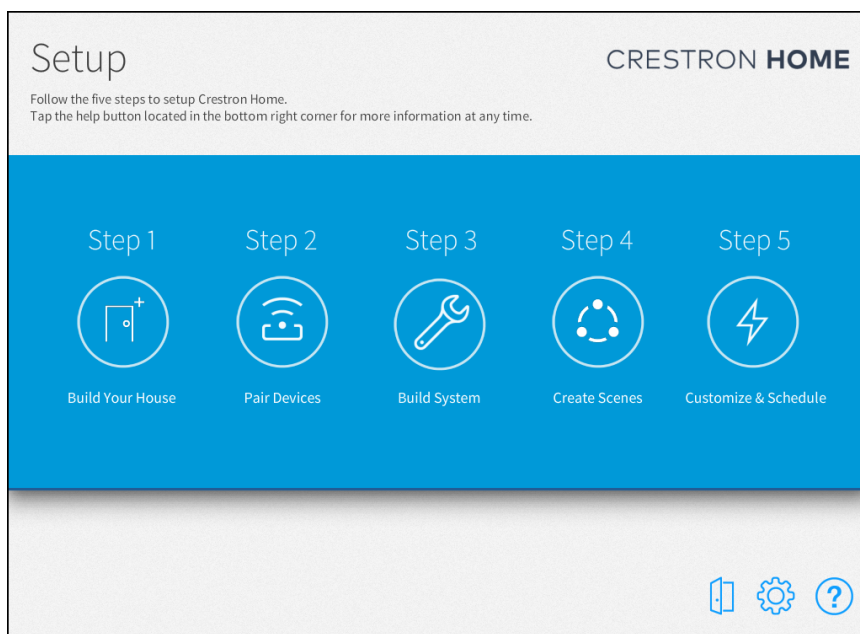 Setup
CRESTRON HOME
Follow the five steps to setup Crestron Home.
Tap the help button located in the bottom right corner for more information at any time.
Step 1
Step 2
Step 3
Step 4
Step 5
Build Your House
Pair Devices
Build System
Create Scenes
Customize & Schedule
?